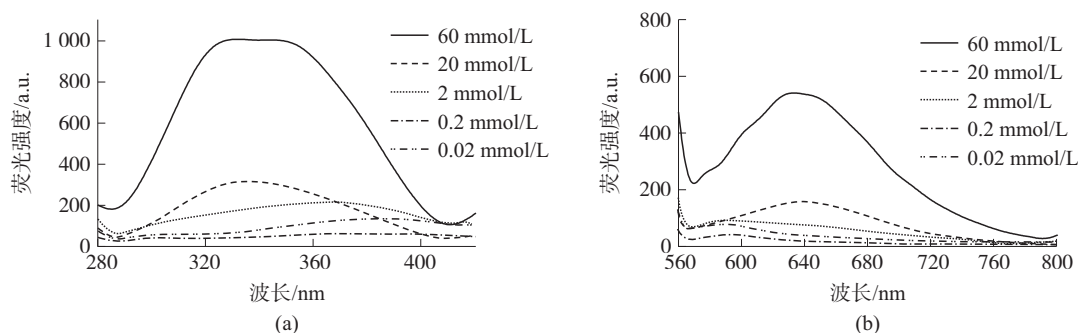 1 000
800
600
400
200
0
荧光强度/a.u.
60 mmol/L
20 mmol/L
2 mmol/L
0.2 mmol/L
0.02 mmol/L
280
320
360
400
波长/nm
(a)
800
600
400
200
0
荧光强度/a.u.
60 mmol/L
20 mmol/L
2 mmol/L
0.2 mmol/L
0.02 mmol/L
560
600
640
680
720
760
800
波长/nm
(b)